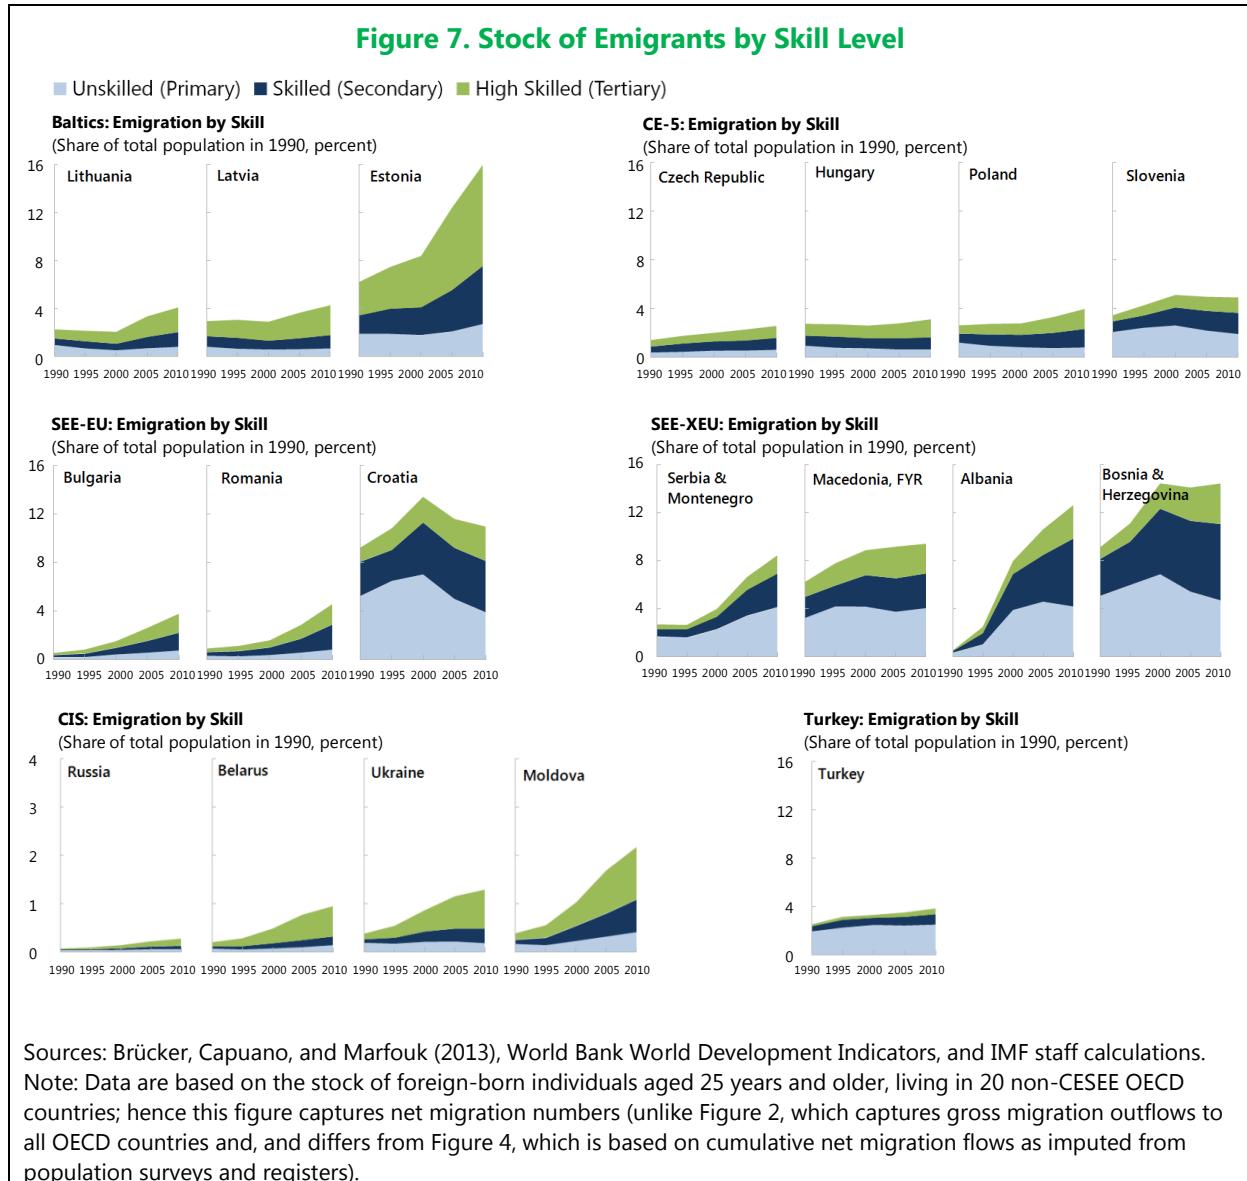 Figure 7. Stock of Emigrants by Skill Level
Unskilled (Primary) Skilled (Secondary) High Skilled (Tertiary)
Baltics: Emigration by Skill
(Share of total population in 1990, percent)
16
12
8
4
0
Lithuania
Latvia
Estonia
1990 1995 2000 2005 2010
1990 1995 2000 2005 2010
1990 1995 2000 2005 2010
CE-5: Emigration by Skill
(Share of total population in 1990, percent)
16
12
8
4
0
Czech Republic
Hungary
Poland
Slovenia
1990 1995 2000 2005 2010
1990 1995 2000 2005 2010
1990 1995 2000 2005 2010
1990 1995 2000 2005 2010
SEE-EU: Emigration by Skill
(Share of total population in 1990, percent)
16
12
8
4
0
Bulgaria
Romania
Croatia
1990 1995 2000 2005 2010
1990 1995 2000 2005 2010
1990 1995 2000 2005 2010
SEE-XEU: Emigration by Skill
(Share of total population in 1990, percent)
16
12
8
4
0
Serbia &
Montenegro
Macedonia, FYR
Albania
Bosnia &
Herzegovina
1990 1995 2000 2005 2010
1990 1995 2000 2005 2010
1990 1995 2000 2005 2010
1990 1995 2000 2005 2010
CIS: Emigration by Skill
(Share of total population in 1990, percent)
4
3
2
1
0
Russia
Belarus
Ukraine
Moldova
1990 1995 2000 2005 2010
1990 1995 2000 2005 2010
1990 1995 2000 2005 2010
1990 1995 2000 2005 2010
Turkey: Emigration by Skill
(Share of total population in 1990, percent)
16
12
8
4
0
Turkey
1990 1995 2000 2005 2010
Sources: Brücker, Capuano, and Marfouk (2013), World Bank World Development Indicators, and IMF staff calculations.
Note: Data are based on the stock of foreign-born individuals aged 25 years and older, living in 20 non-CESEE OECD
countries; hence this figure captures net migration numbers (unlike Figure 2, which captures gross migration outflows to
all OECD countries and, and differs from Figure 4, which is based on cumulative net migration flows as imputed from
population surveys and registers).